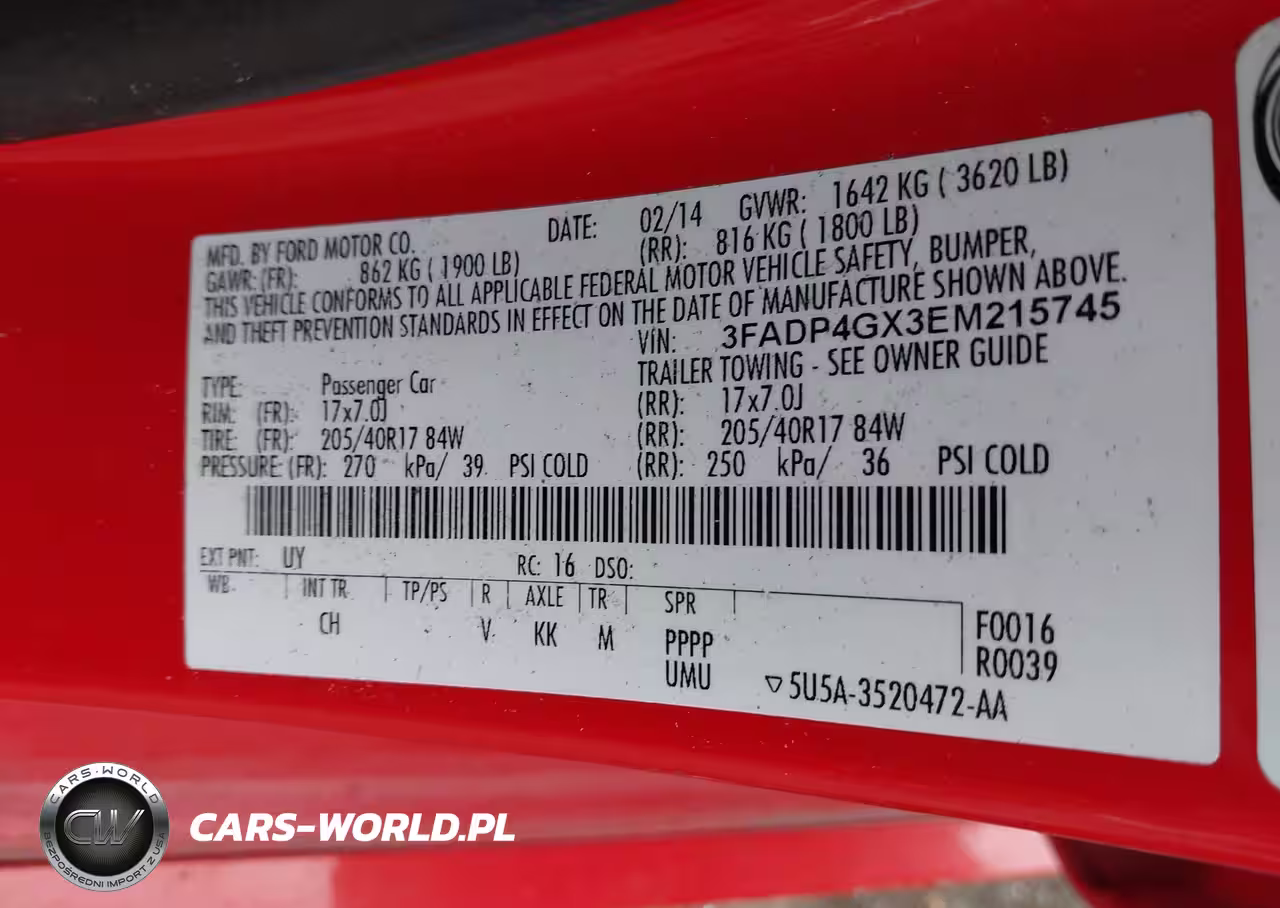 MFD. BY FORD MOTOR CO. DATE: 02/14 GVWR: 1642 KG ( 3620 LB)
GAWR: (FR): 862 KG ( 1900 LB) (RR): 816 KG ( 1800 LB)
THIS VEHICLE CONFORMS TO ALL APPLICABLE FEDERAL MOTOR VEHICLE SAFETY, BUMPER,
AND THEFT PREVENTION STANDARDS IN EFFECT ON THE DATE OF MANUFACTURE SHOWN ABOVE.
VIN: 3FADP4GX3EM215745
TRAILER TOWING - SEE OWNER GUIDE
TYPE: Passenger Car
RIM: (FR): 17x7.0J (RR): 17x7.0J
TIRE: (FR): 205/40R17 84W (RR): 205/40R17 84W
PRESSURE (FR): 270 kPa/ 39 PSI COLD (RR): 250 kPa/ 36 PSI COLD
EXT PNT: UY RC: 16 DSO:
WB INT TR TP/PS R AXLE TR SPR
CH V KK M PPPP
UMU
F0016
R0039
▽5U5A-3520472-AA
CARS-WORLD
CW
BEZPOŚREDNI IMPORT Z USA
CARS-WORLD.PL